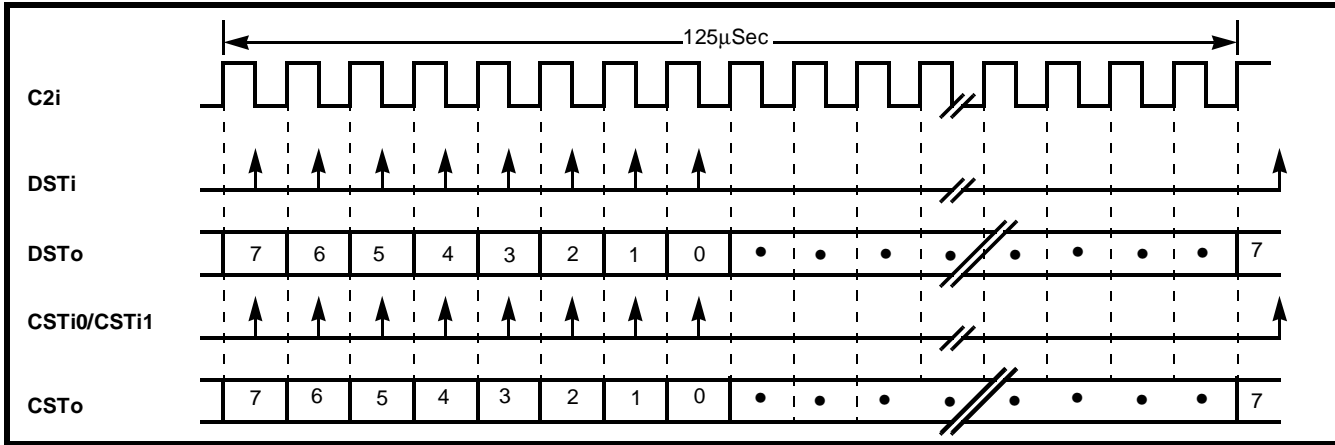 125μSec
C2i
DSTi
DSTo 7 6 5 4 3 2 1 0 • • • • • • • • 7
CSTi0/CSTi1
CSTo 7 6 5 4 3 2 1 0 • • • • • • • • 7